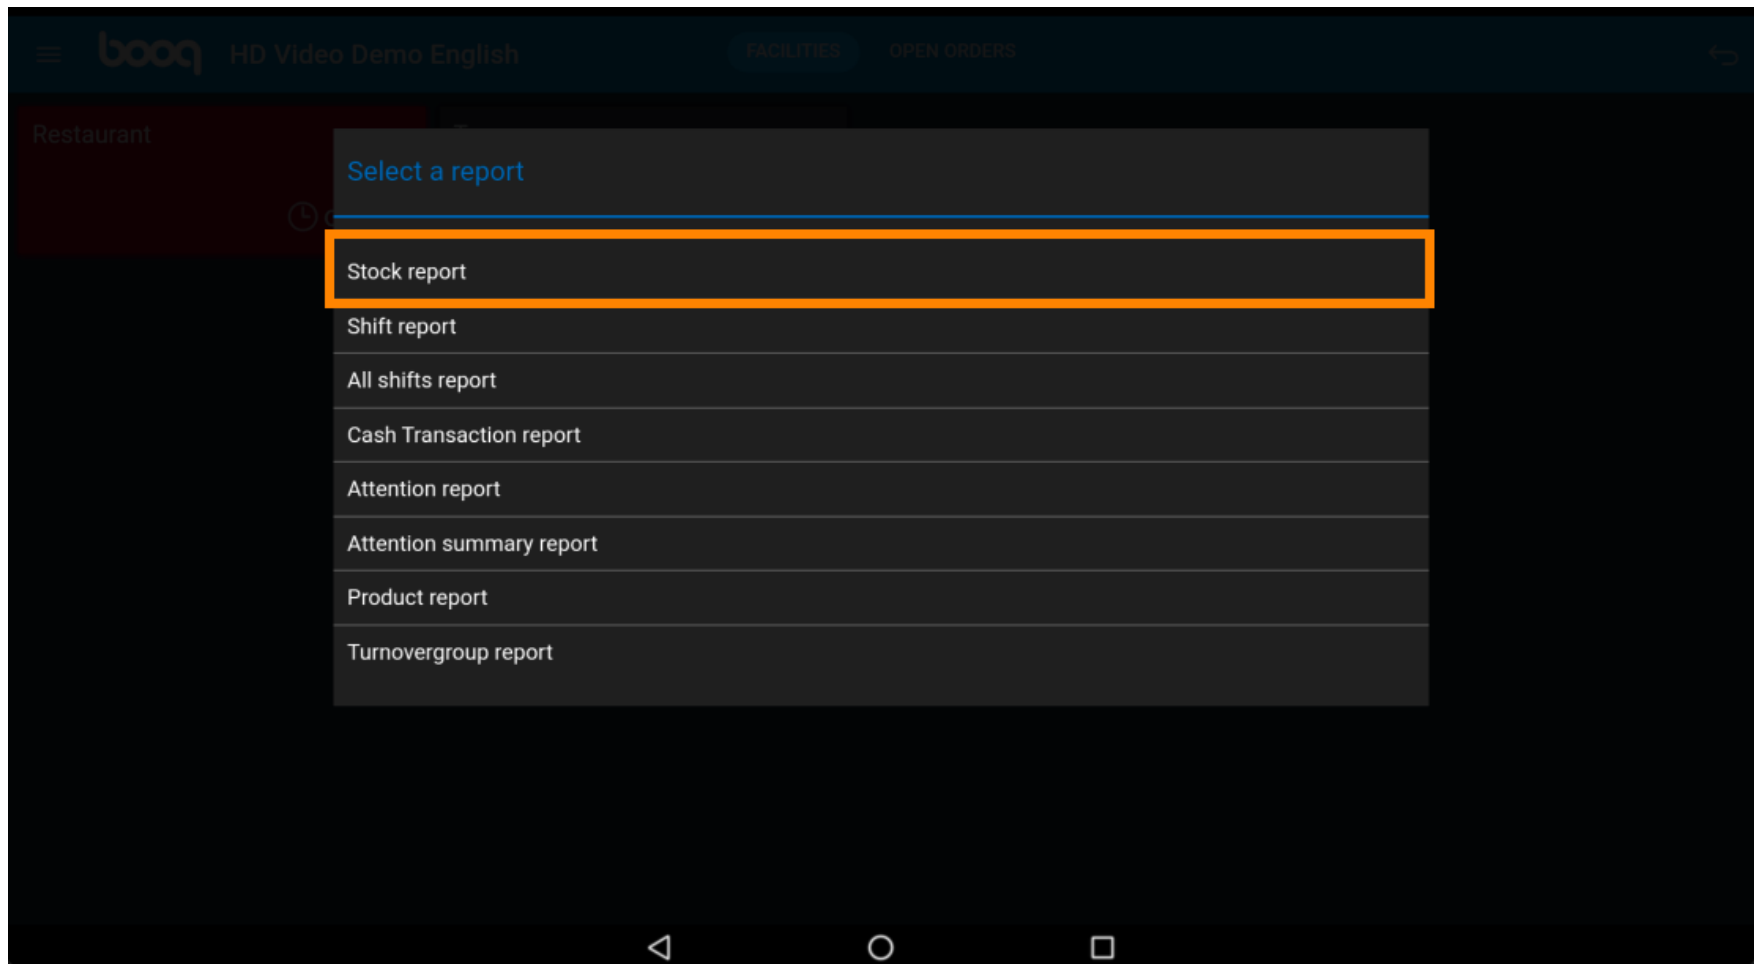 booq HD Video Demo English FACILITIES OPEN ORDERS
Restaurant
Select a report
Stock report
Shift report
All shifts report
Cash Transaction report
Attention report
Attention summary report
Product report
Turnovergroup report